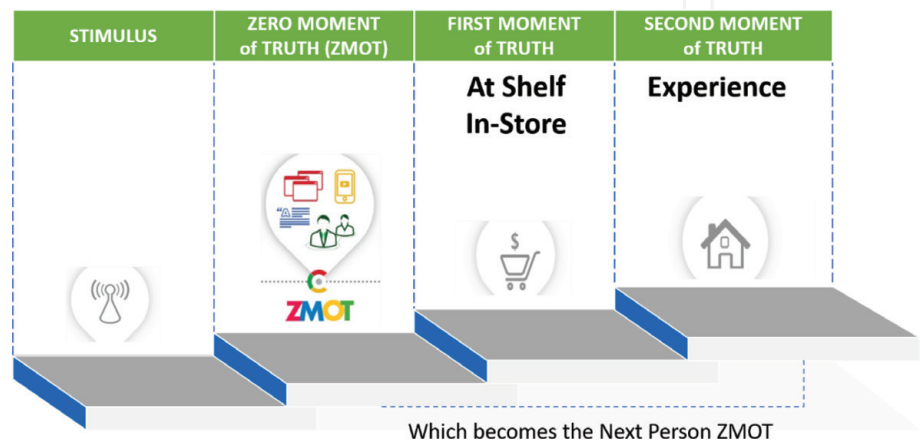 STIMULUS
ZERO MOMENT
of TRUTH (ZMOT)
FIRST MOMENT
of TRUTH
SECOND MOMENT
of TRUTH
At Shelf
In-Store
Experience
"A
$
ZMOT
Which becomes the Next Person ZMOT